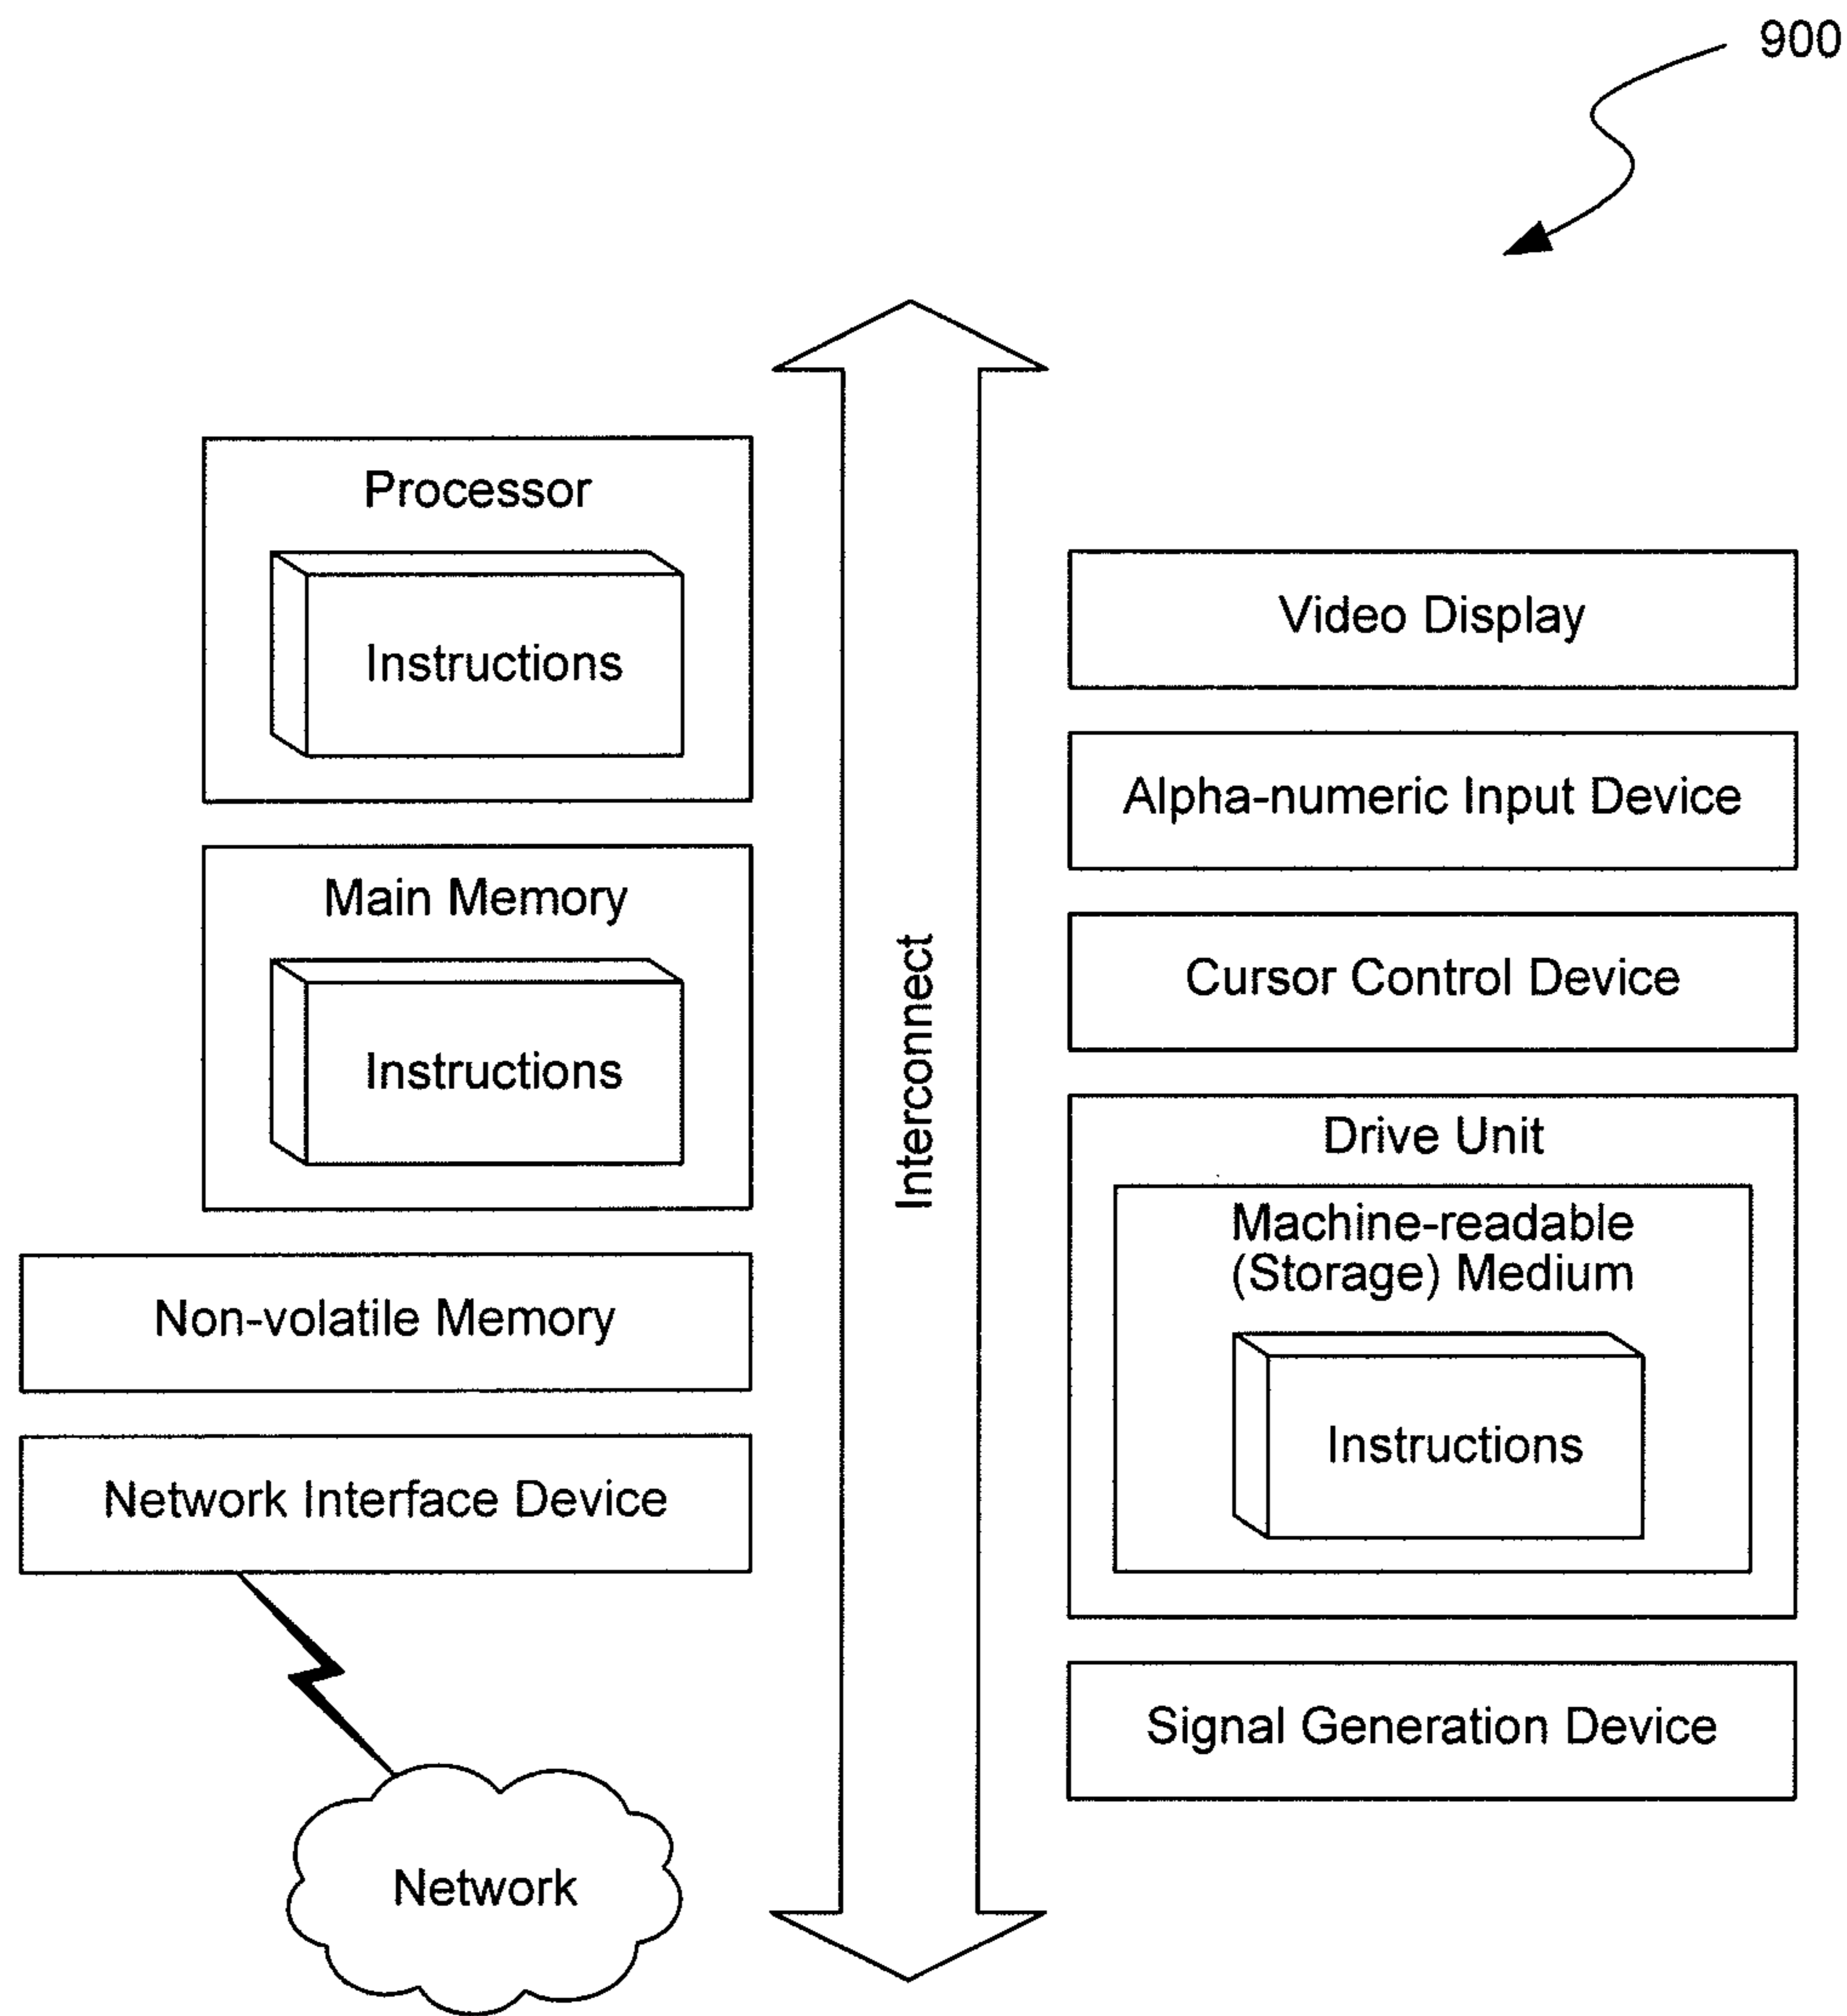 900
Processor
Instructions
Main Memory
Instructions
Non-volatile Memory
Network Interface Device
Network
Interconnect
Video Display
Alpha-numeric Input Device
Cursor Control Device
Drive Unit
Machine-readable
(Storage) Medium
Instructions
Signal Generation Device